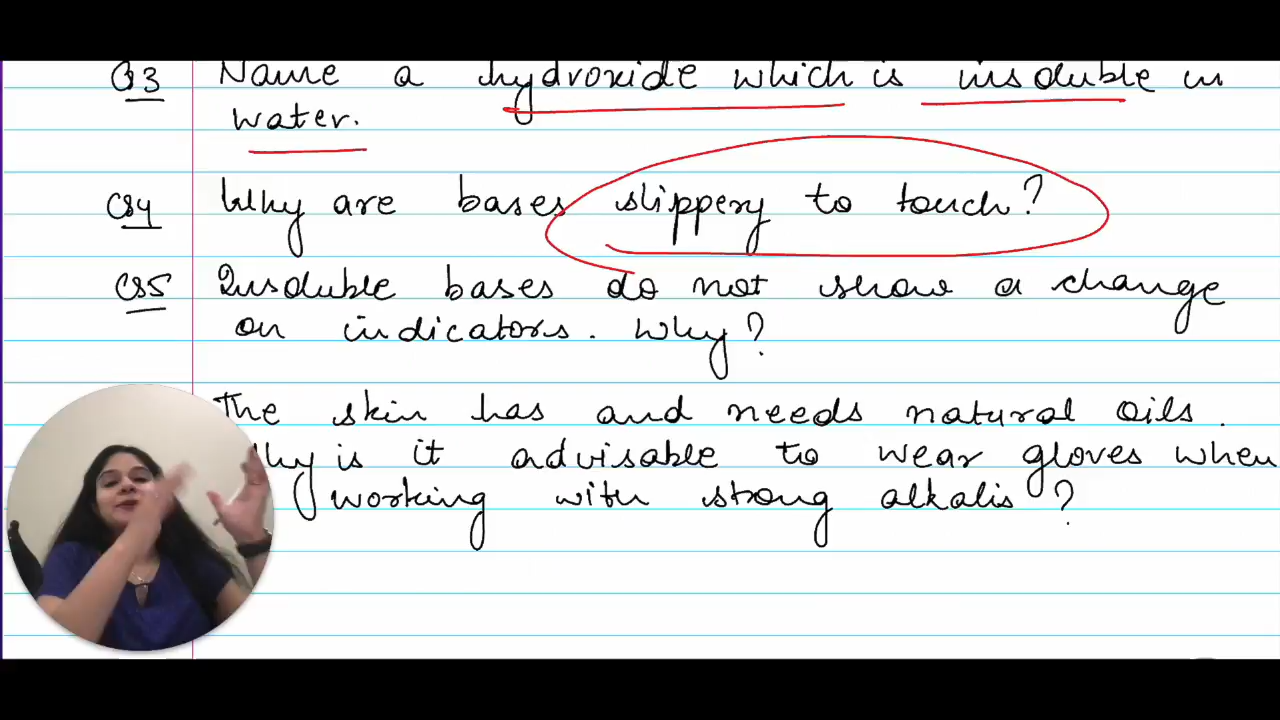 Q3 Name a hydroxide which is insoluble in
water.
Q4 Why are bases slippery to touch?
Q5 Insoluble bases do not show a change
on indicators. Why?
The skin has and needs natural oils.
is it advisable to wear gloves when
working with strong alkalis?